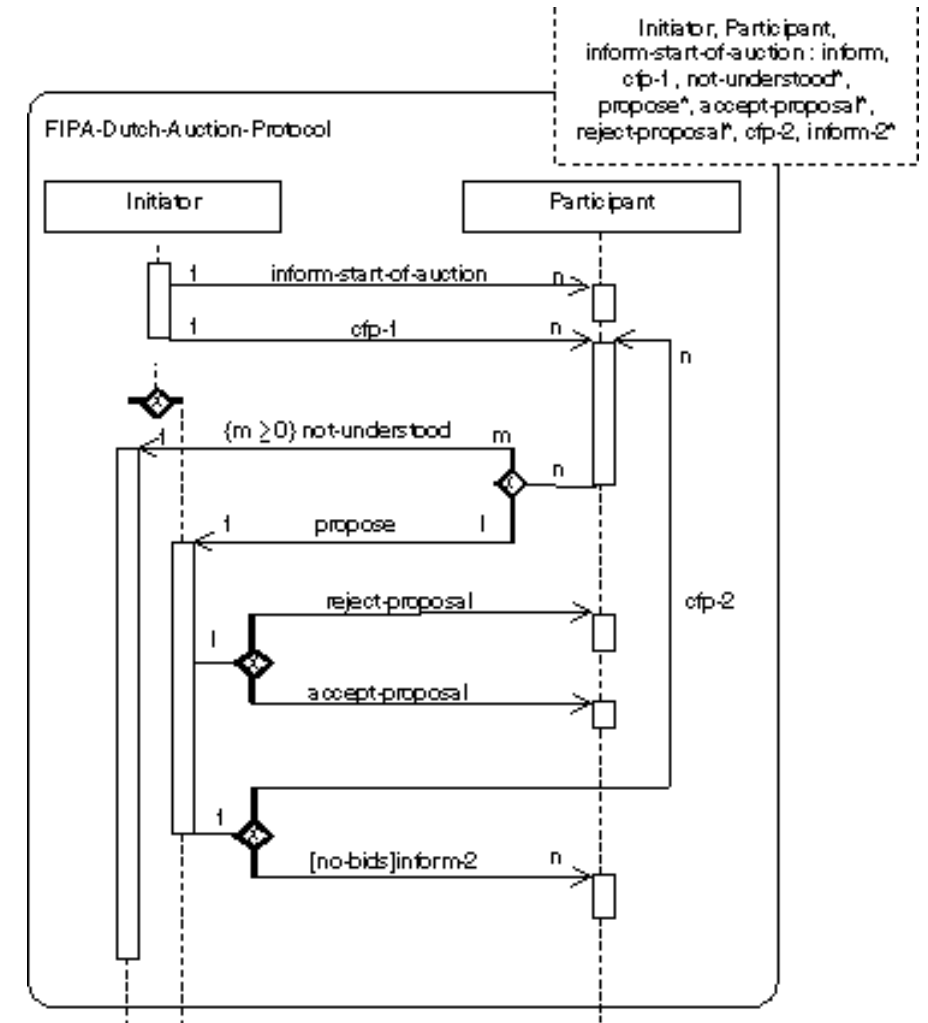 Initiator, Participant,
inform-start-of-auction : inform,
cfp-1, not-understood*,
propose*, accept-proposal*,
reject-proposal*, cfp-2, inform-2*
FIPA-Dutch-Auction-Protocol
Initiator
Participant
1 inform-start-of-auction n
1 cfp-1 n
n
x
1 {m ≥0} not-understood m
n
x
1 propose l
reject-proposal
cfp-2
l
x
accept-proposal
1
x
[no-bids]inform-2 n